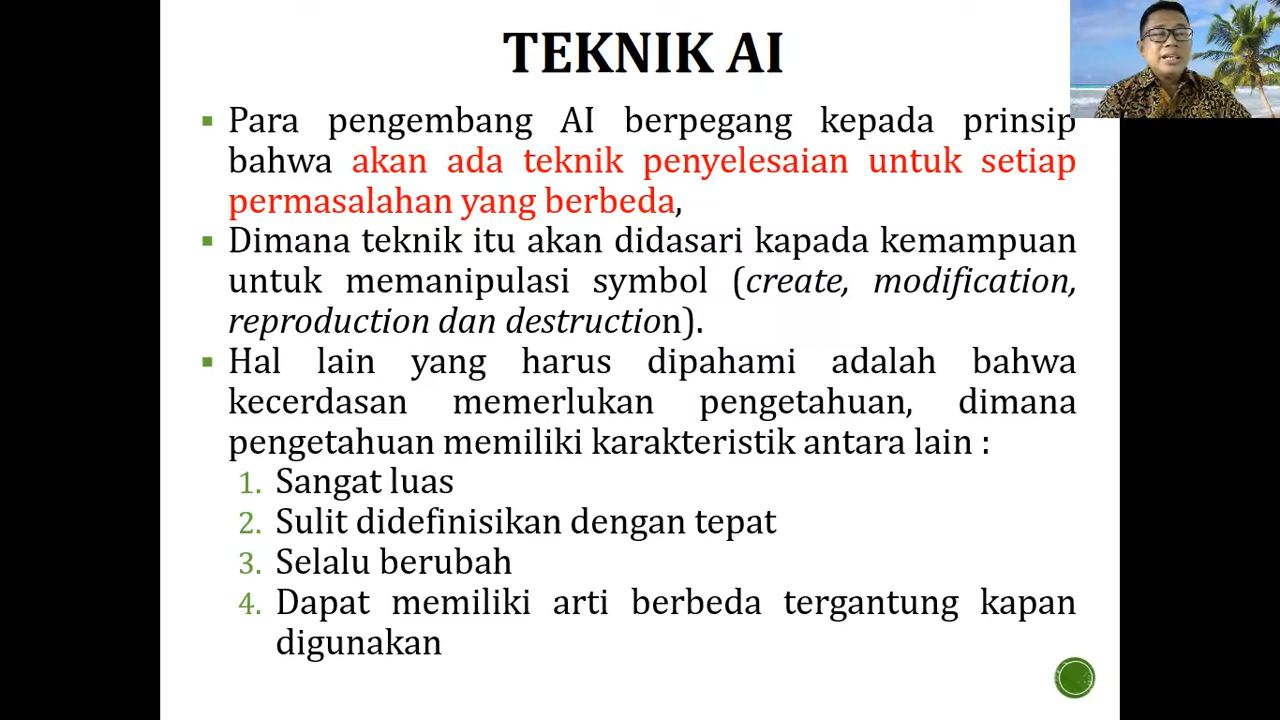 TEKNIK AI
▪ Para pengembang AI berpegang kepada prinsip
bahwa akan ada teknik penyelesaian untuk setiap
permasalahan yang berbeda,
▪ Dimana teknik itu akan didasari kapada kemampuan
untuk memanipulasi symbol (create, modification,
reproduction dan destruction).
▪ Hal lain yang harus dipahami adalah bahwa
kecerdasan memerlukan pengetahuan, dimana
pengetahuan memiliki karakteristik antara lain :
1. Sangat luas
2. Sulit didefinisikan dengan tepat
3. Selalu berubah
4. Dapat memiliki arti berbeda tergantung kapan
digunakan